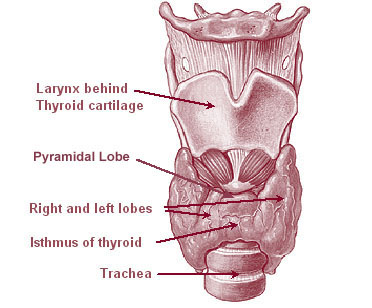 Larynx behind
Thyroid cartilage
Pyramidal Lobe
Right and left lobes
Isthmus of thyroid
Trachea